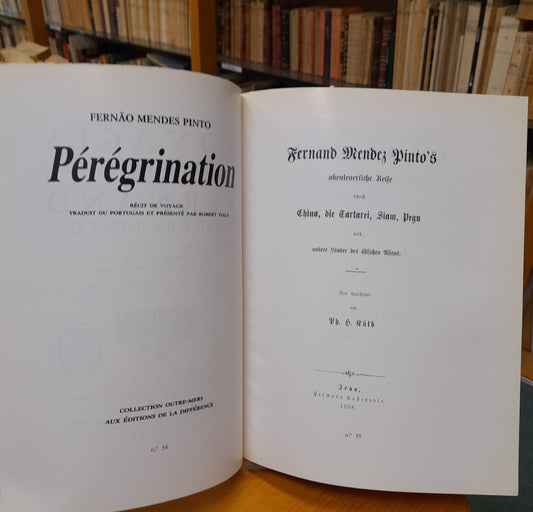 FERNÃO MENDES PINTO
Pérégrination
RÉCIT DE VOYAGE
TRADUIT DU PORTUGAIS ET PRÉSENTÉ PAR ROBERT VIALE
COLLECTION OUTRE-MERS
AUX ÉDITIONS DE LA DIFFÉRENCE
n.º 34
Fernand Mendez Pinto's
abenteuerliche Reise
durch
China, die Tartarei, Siam, Pegu
und
andere Länder des östlichen Asiens.
Neu bearbeitet
von
Ph. H. Külb
Jena,
Hermann Costenoble
1868
n.º 35